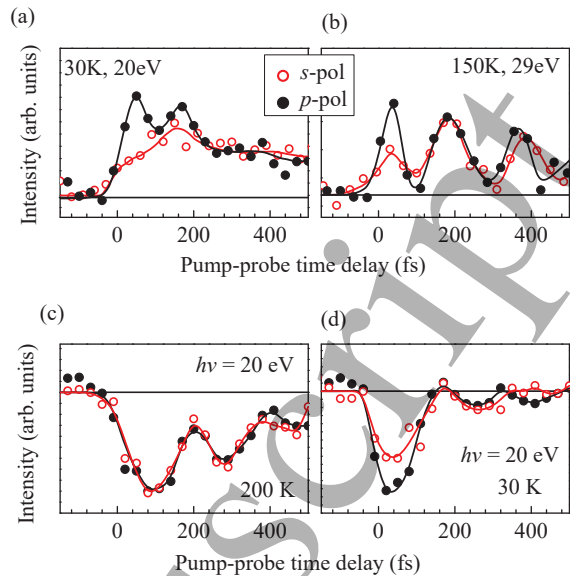 (a)
(b)
30K, 20eV
s-pol
p-pol
150K, 29eV
Intensity (arb. units)
0 200 400
0 200 400
Pump-probe time delay (fs)
(c)
(d)
hν = 20 eV
200 K
hν = 20 eV
30 K
Intensity (arb. units)
0 200 400
0 200 400
Pump-probe time delay (fs)
script